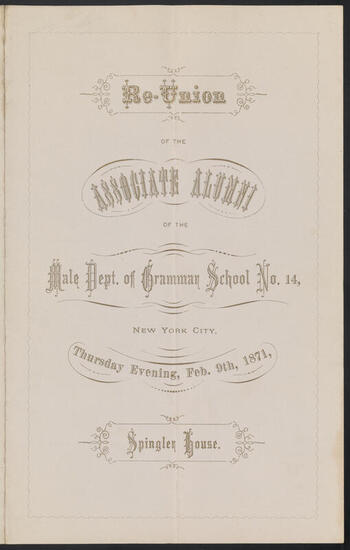 Re-Union
OF THE
ASSOCIATE ALUMNI
OF THE
Male Dept. of Grammar School No. 14,
NEW YORK CITY,
Thursday Evening, Feb. 9th, 1871,
Spingler House.